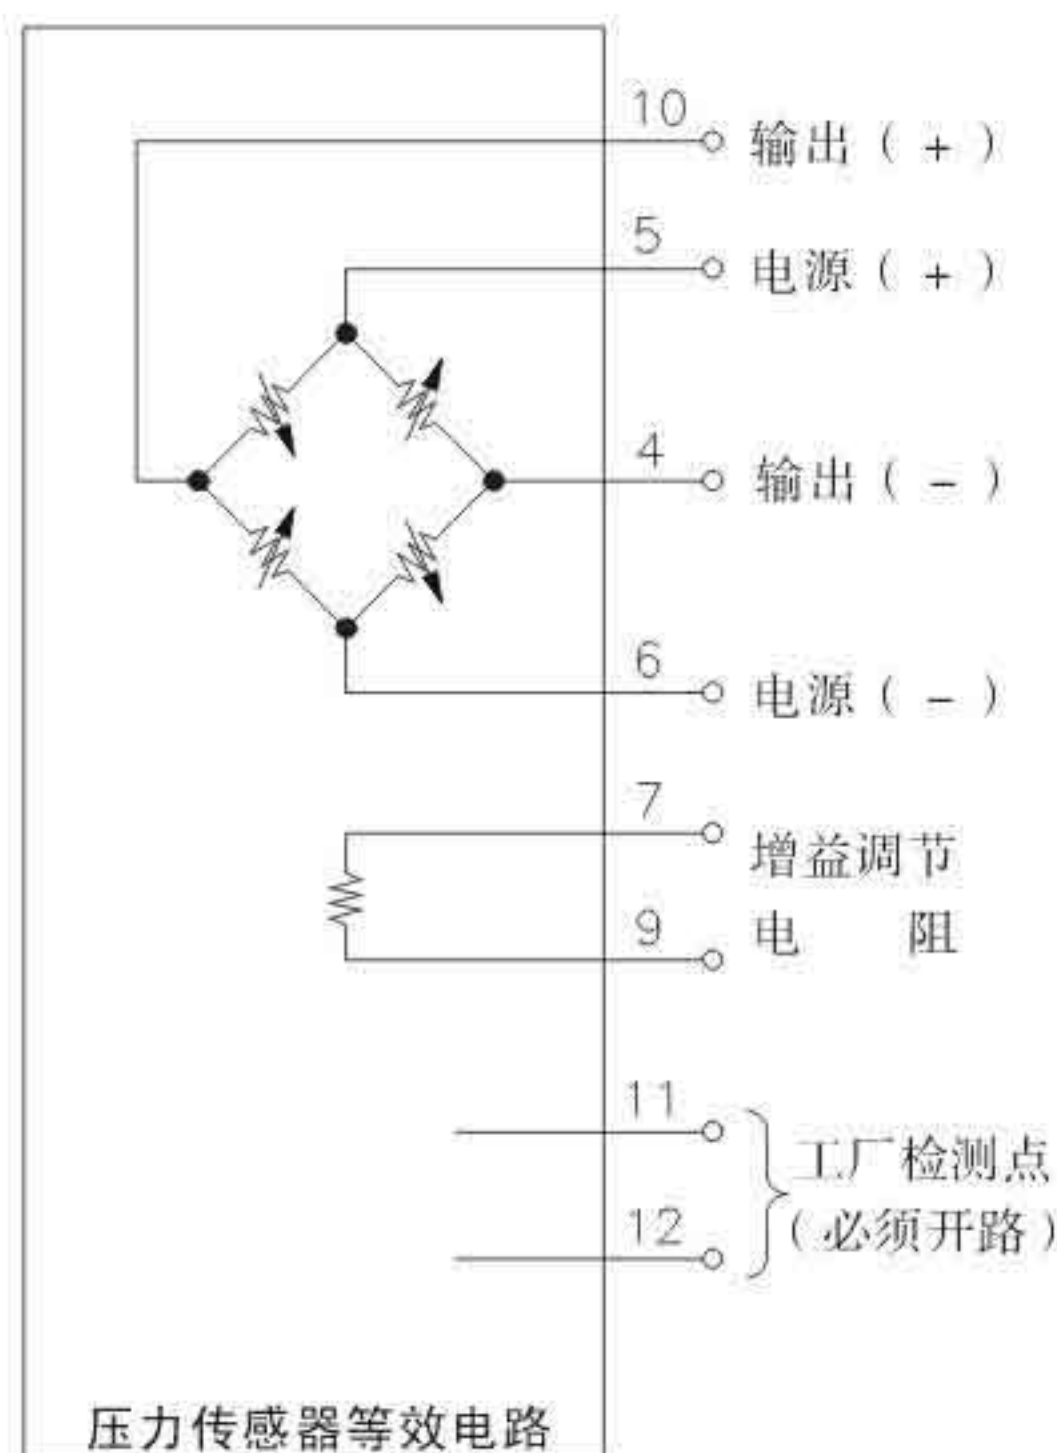 10 输出（+）
5 电源（+）
4 输出（-）
6 电源（-）
7 增益调节
9 电 阻
11
工厂检测点
12 （必须开路）
压力传感器等效电路